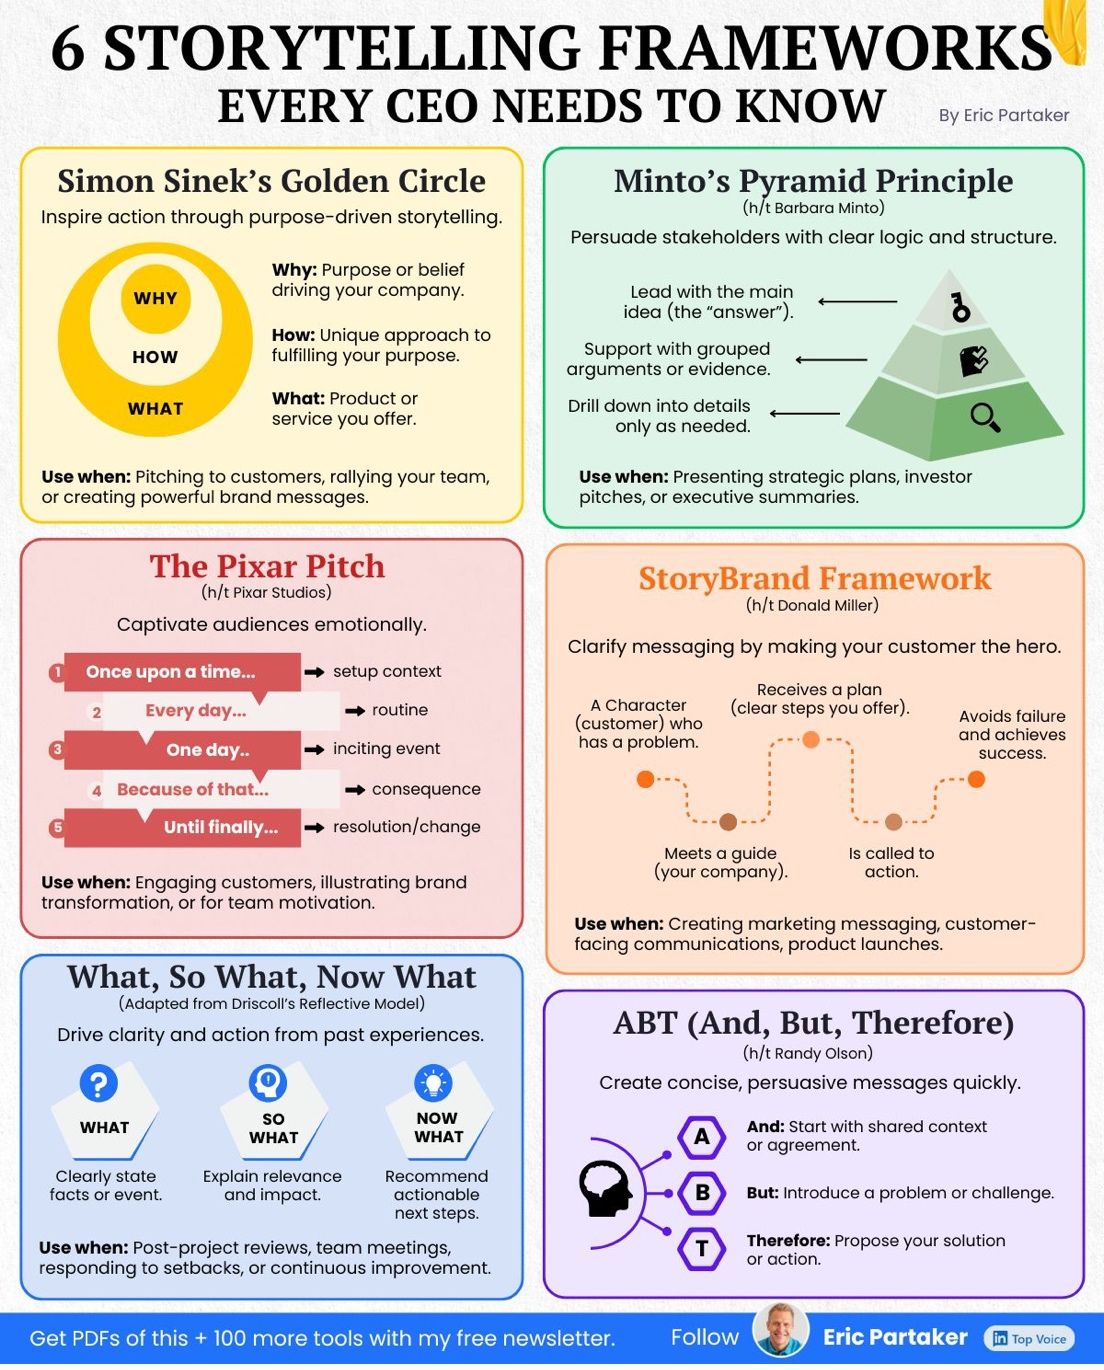 6 STORYTELLING FRAMEWORKS
EVERY CEO NEEDS TO KNOW
By Eric Partaker
Simon Sinek’s Golden Circle
Inspire action through purpose-driven storytelling.
WHY
HOW
WHAT
Why: Purpose or belief
driving your company.
How: Unique approach to
fulfilling your purpose.
What: Product or
service you offer.
Use when: Pitching to customers, rallying your team,
or creating powerful brand messages.
Minto’s Pyramid Principle
(h/t Barbara Minto)
Persuade stakeholders with clear logic and structure.
Lead with the main
idea (the “answer”).
Support with grouped
arguments or evidence.
Drill down into details
only as needed.
Use when: Presenting strategic plans, investor
pitches, or executive summaries.
The Pixar Pitch
(h/t Pixar Studios)
Captivate audiences emotionally.
1 Once upon a time... setup context
2 Every day... routine
3 One day.. inciting event
4 Because of that... consequence
5 Until finally... resolution/change
Use when: Engaging customers, illustrating brand
transformation, or for team motivation.
StoryBrand Framework
(h/t Donald Miller)
Clarify messaging by making your customer the hero.
A Character
(customer) who
has a problem.
Meets a guide
(your company).
Receives a plan
(clear steps you offer).
Is called to
action.
Avoids failure
and achieves
success.
Use when: Creating marketing messaging, customer-
facing communications, product launches.
What, So What, Now What
(Adapted from Driscoll’s Reflective Model)
Drive clarity and action from past experiences.
WHAT
Clearly state
facts or event.
SO
WHAT
Explain relevance
and impact.
NOW
WHAT
Recommend
actionable
next steps.
Use when: Post-project reviews, team meetings,
responding to setbacks, or continuous improvement.
ABT (And, But, Therefore)
(h/t Randy Olson)
Create concise, persuasive messages quickly.
A
And: Start with shared context
or agreement.
B
But: Introduce a problem or challenge.
T
Therefore: Propose your solution
or action.
Get PDFs of this + 100 more tools with my free newsletter.
Follow Eric Partaker in Top Voice